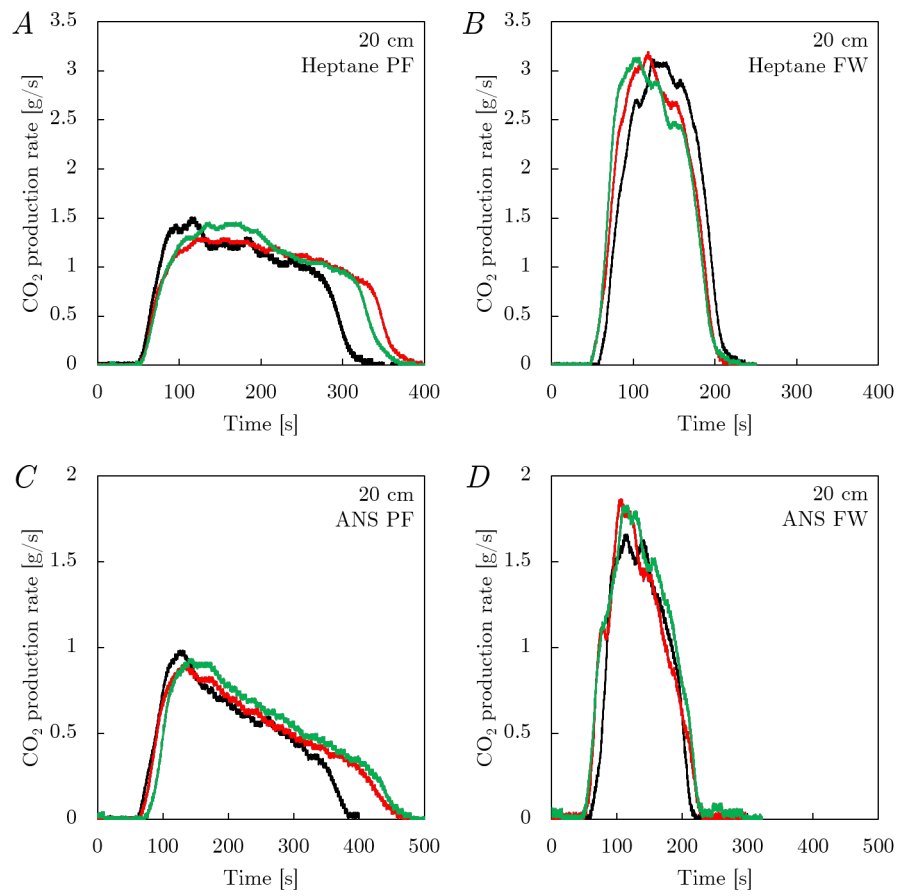 A
20 cm
Heptane PF
CO₂ production rate [g/s]
3.5
3
2.5
2
1.5
1
0.5
0
0 100 200 300 400
Time [s]
B
20 cm
Heptane FW
CO₂ production rate [g/s]
3.5
3
2.5
2
1.5
1
0.5
0
0 100 200 300 400
Time [s]
C
20 cm
ANS PF
CO₂ production rate [g/s]
2
1.5
1
0.5
0
0 100 200 300 400 500
Time [s]
D
20 cm
ANS FW
CO₂ production rate [g/s]
2
1.5
1
0.5
0
0 100 200 300 400 500
Time [s]